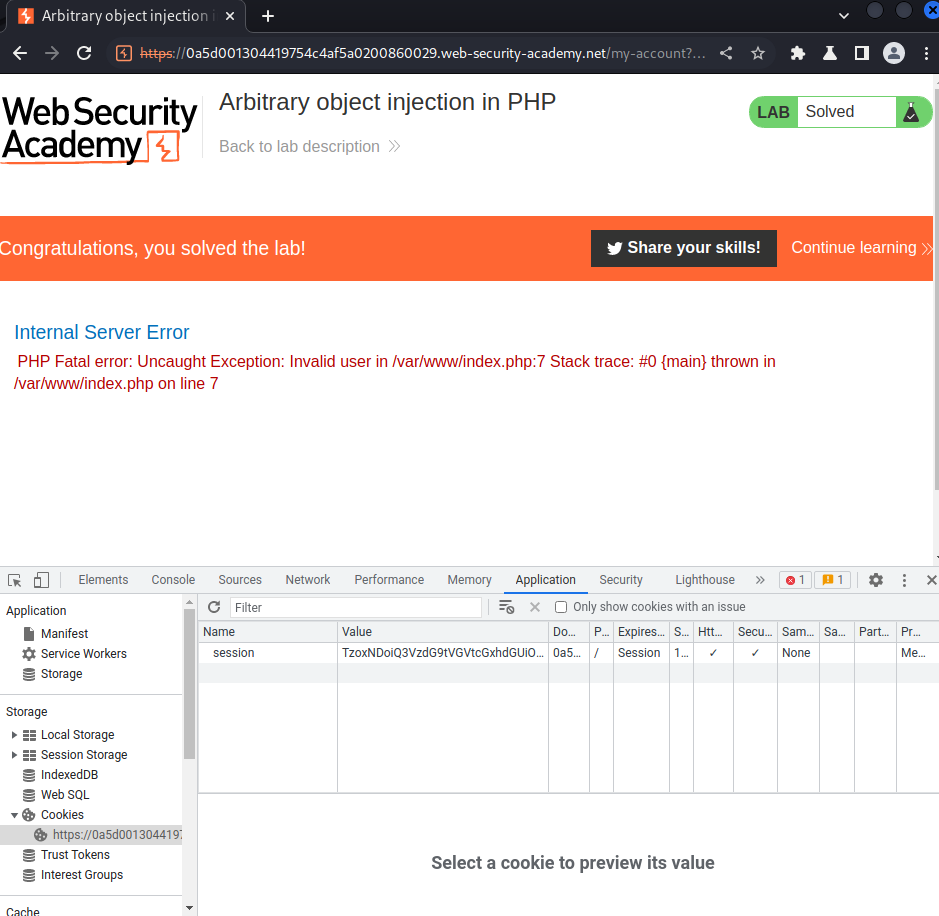 Arbitrary object injection i
https://0a5d001304419754c4af5a0200860029.web-security-academy.net/my-account?...
Web Security
Academy
Arbitrary object injection in PHP
Back to lab description
LAB Solved
Congratulations, you solved the lab!
Share your skills!
Continue learning
Internal Server Error
PHP Fatal error: Uncaught Exception: Invalid user in /var/www/index.php:7 Stack trace: #0 {main} thrown in
/var/www/index.php on line 7
Elements Console Sources Network Performance Memory Application Security Lighthouse 1 1
Application
Manifest
Service Workers
Storage
Storage
Local Storage
Session Storage
IndexedDB
Web SQL
Cookies
https://0a5d0013044197
Trust Tokens
Interest Groups
Cache
Filter
Only show cookies with an issue
Name Value Do... P... Expires... S... Htt... Secu... Sam... Sa... Part... Pr...
session TzoxNDoiQ3VzdG9tVGVtcGxhdGUiO... 0a5... / Session 1... ✓ ✓ None Me...
Select a cookie to preview its value